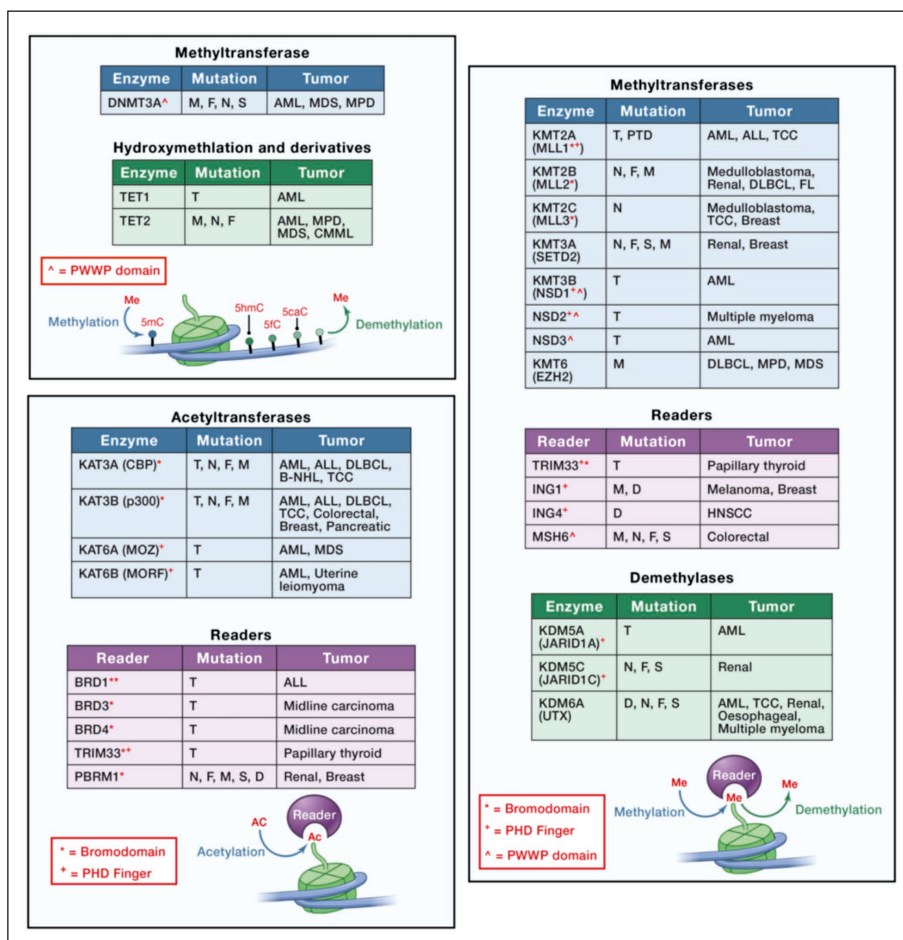 Methyltransferase
Enzyme Mutation Tumor
DNMT3A^ M, F, N, S AML, MDS, MPD
Hydroxymethlation and derivatives
Enzyme Mutation Tumor
TET1 T AML
TET2 M, N, F AML, MPD,
MDS, CMML
^ = PWWP domain
Me
Methylation
5mC
5hmC
5fC
5caC
Me
Demethylation
Acetyltransferases
Enzyme Mutation Tumor
KAT3A (CBP)* T, N, F, M AML, ALL, DLBCL,
B-NHL, TCC
KAT3B (p300)* T, N, F, M AML, ALL, DLBCL,
TCC, Colorectal,
Breast, Pancreatic
KAT6A (MOZ)+ T AML, MDS
KAT6B (MORF)+ T AML, Uterine
leiomyoma
Readers
Reader Mutation Tumor
BRD1*+ T ALL
BRD3* T Midline carcinoma
BRD4* T Midline carcinoma
TRIM33*+ T Papillary thyroid
PBRM1* N, F, M, S, D Renal, Breast
Reader
AC
Ac
Acetylation
* = Bromodomain
+ = PHD Finger
Methyltransferases
Enzyme Mutation Tumor
KMT2A T, PTD AML, ALL, TCC
(MLL1*+)
KMT2B N, F, M Medulloblastoma,
(MLL2*) Renal, DLBCL, FL
KMT2C N Medulloblastoma,
(MLL3*) TCC, Breast
KMT3A N, F, S, M Renal, Breast
(SETD2)
KMT3B T AML
(NSD1+^)
NSD2+^ T Multiple myeloma
NSD3^ T AML
KMT6 M DLBCL, MPD, MDS
(EZH2)
Readers
Reader Mutation Tumor
TRIM33+* T Papillary thyroid
ING1+ M, D Melanoma, Breast
ING4+ D HNSCC
MSH6^ M, N, F, S Colorectal
Demethylases
Enzyme Mutation Tumor
KDM5A T AML
(JARID1A)+
KDM5C N, F, S Renal
(JARID1C)+
KDM6A D, N, F, S AML, TCC, Renal,
(UTX) Oesophageal,
Multiple myeloma
Reader
Me
Me
Me
Methylation
Demethylation
* = Bromodomain
+ = PHD Finger
^ = PWWP domain